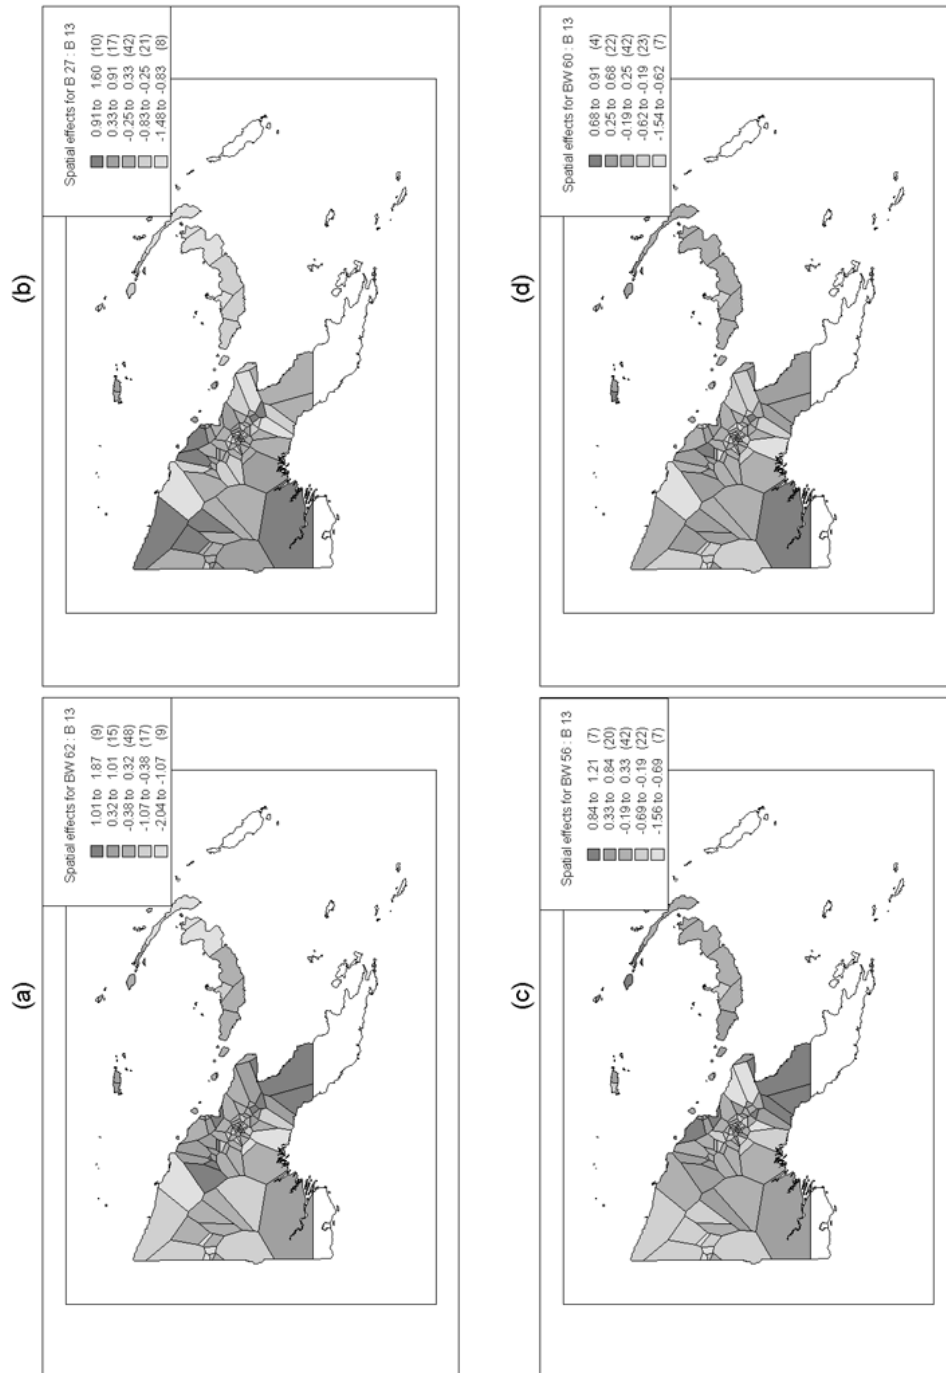 (a)
Spatial effects for BW 62 : B 13
1.01 to 1.87 (9)
0.32 to 1.01 (15)
-0.38 to 0.32 (48)
-1.07 to -0.38 (17)
-2.04 to -1.07 (9)
(b)
Spatial effects for B 27 : B 13
0.91 to 1.60 (10)
0.33 to 0.91 (17)
-0.25 to 0.33 (42)
-0.83 to -0.25 (21)
-1.48 to -0.83 (8)
(c)
Spatial effects for BW 56 : B 13
0.84 to 1.21 (7)
0.33 to 0.84 (20)
-0.19 to 0.33 (42)
-0.69 to -0.19 (22)
-1.56 to -0.69 (7)
(d)
Spatial effects for BW 60 : B 13
0.68 to 0.91 (4)
0.25 to 0.68 (22)
-0.19 to 0.25 (42)
-0.62 to -0.19 (23)
-1.54 to -0.62 (7)